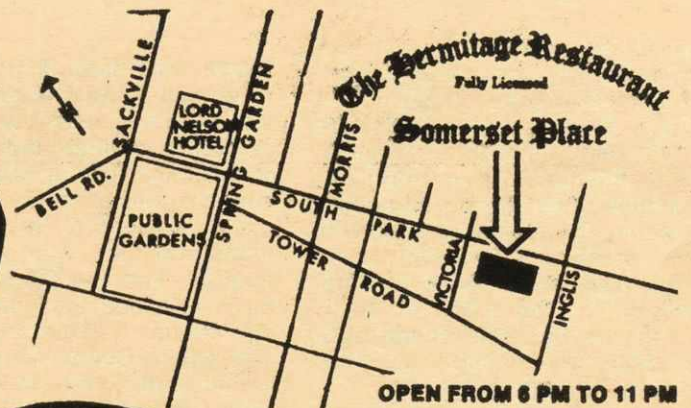 The Hermitage Restaurant
Fully Licensed
Somerset Place
SACKVILLE
LORD
NELSON
HOTEL
SPRING GARDEN
MORRIS
BELL RD.
PUBLIC
GARDENS
SOUTH PARK
TOWER ROAD
VICTORIA
INGLIS
OPEN FROM 6 PM TO 11 PM